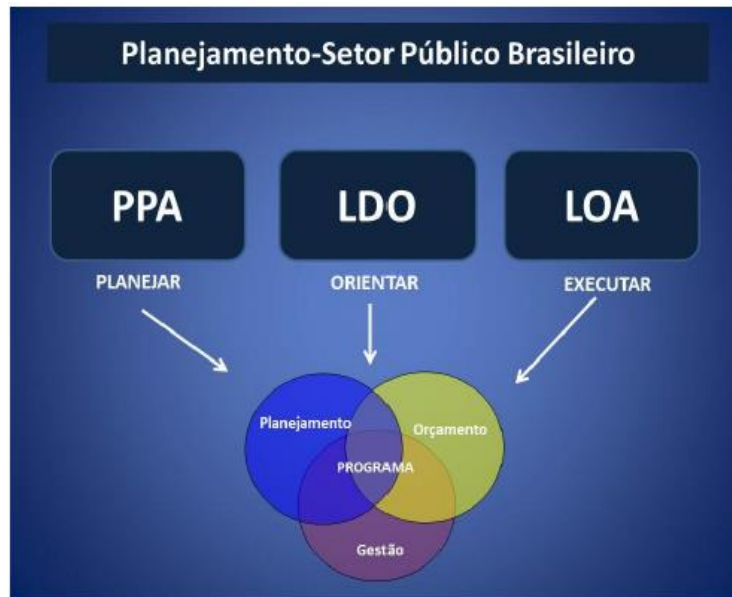 Planejamento-Setor Público Brasileiro
PPA
LDO
LOA
PLANEJAR
ORIENTAR
EXECUTAR
Planejamento
Orçamento
PROGRAMA
Gestão